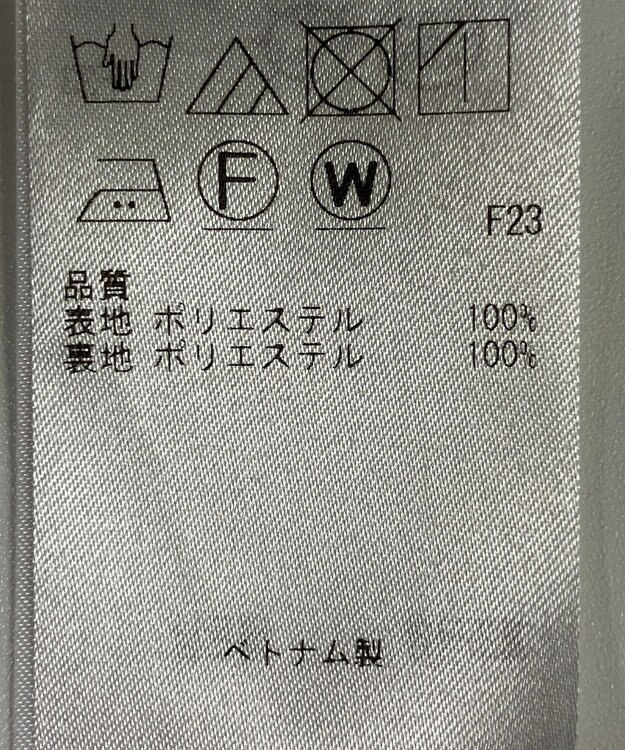 F
W
F23
品質
表地 ポリエステル 100%
裏地 ポリエステル 100%
ベトナム製